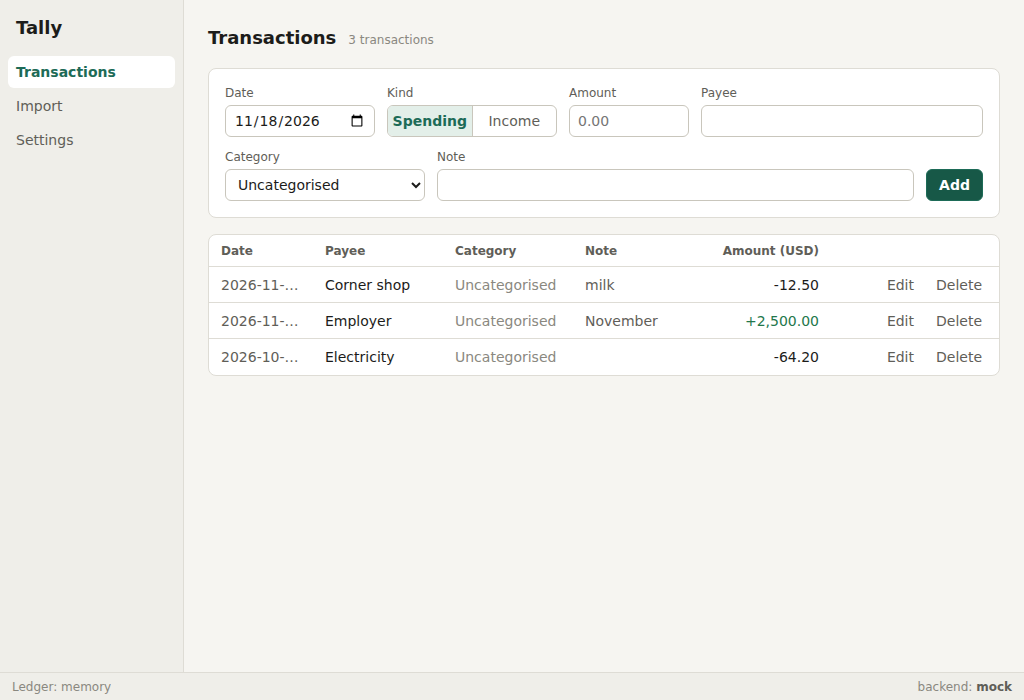 Tally
Transactions
Import
Settings
Transactions 3 transactions
Date Kind Amount Payee
11/18/2026 Spending Income 0.00
Category Note
Uncategorised Add
Date Payee Category Note Amount (USD)
2026-11-... Corner shop Uncategorised milk -12.50 Edit Delete
2026-11-... Employer Uncategorised November +2,500.00 Edit Delete
2026-10-... Electricity Uncategorised -64.20 Edit Delete
Ledger: memory backend: mock